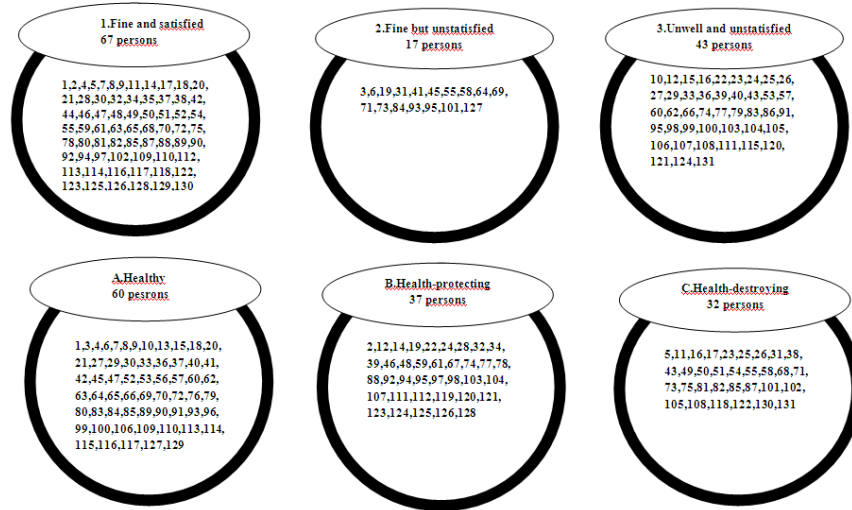 1.Fine and satisfied
67 persons
1,2,4,5,7,8,9,11,14,17,18,20,
21,28,30,32,34,35,37,38,42,
44,46,47,48,49,50,51,52,54,
55,59,61,63,65,68,70,72,75,
78,80,81,82,85,87,88,89,90,
92,94,97,102,109,110,112,
113,114,116,117,118,122,
123,125,126,128,129,130
2.Fine but unstatisfied
17 persons
3,6,19,31,41,45,55,58,64,69,
71,73,84,93,95,101,127
3.Unwell and unstatisfied
43 persons
10,12,15,16,22,23,24,25,26,
27,29,33,36,39,40,43,53,57,
60,62,66,74,77,79,83,86,91,
95,98,99,100,103,104,105,
106,107,108,111,115,120,
121,124,131
A.Healthy
60 pesrons
1,3,4,6,7,8,9,10,13,15,18,20,
21,27,29,30,33,36,37,40,41,
42,45,47,52,53,56,57,60,62,
63,64,65,66,69,70,72,76,79,
80,83,84,85,89,90,91,93,96,
99,100,106,109,110,113,114,
115,116,117,127,129
B.Health-protecting
37 persons
2,12,14,19,22,24,28,32,34,
39,46,48,59,61,67,74,77,78,
88,92,94,95,97,98,103,104,
107,111,112,119,120,121,
123,124,125,126,128
C.Health-destroving
32 persons
5,11,16,17,23,25,26,31,38,
43,49,50,51,54,55,58,68,71,
73,75,81,82,85,87,101,102,
105,108,118,122,130,131